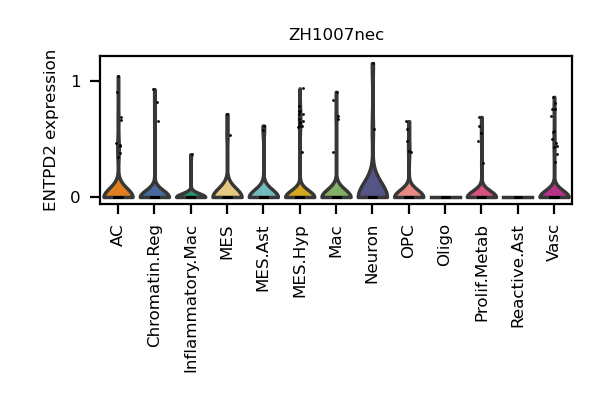 ZH1007nec
ENTPD2 expression
1
0
AC
Chromatin.Reg
Inflammatory.Mac
MES
MES.Ast
MES.Hyp
Mac
Neuron
OPC
Oligo
Prolif.Metab
Reactive.Ast
Vasc